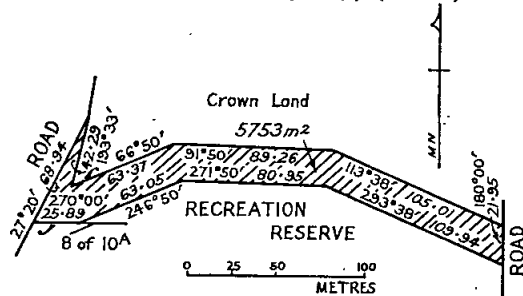 Crown Land
5753m²
MN
ROAD
68·94
27°20'
142·29
193°33'
66°50'
63·37
91°50' 89·26
271°50' 80·95
113°38' 105·01
293°38' 109·94
180°00'
21·95
ROAD
270°00'
25·89
63·05
246°50'
8 of 10A
RECREATION
RESERVE
0 25 50 100
METRES